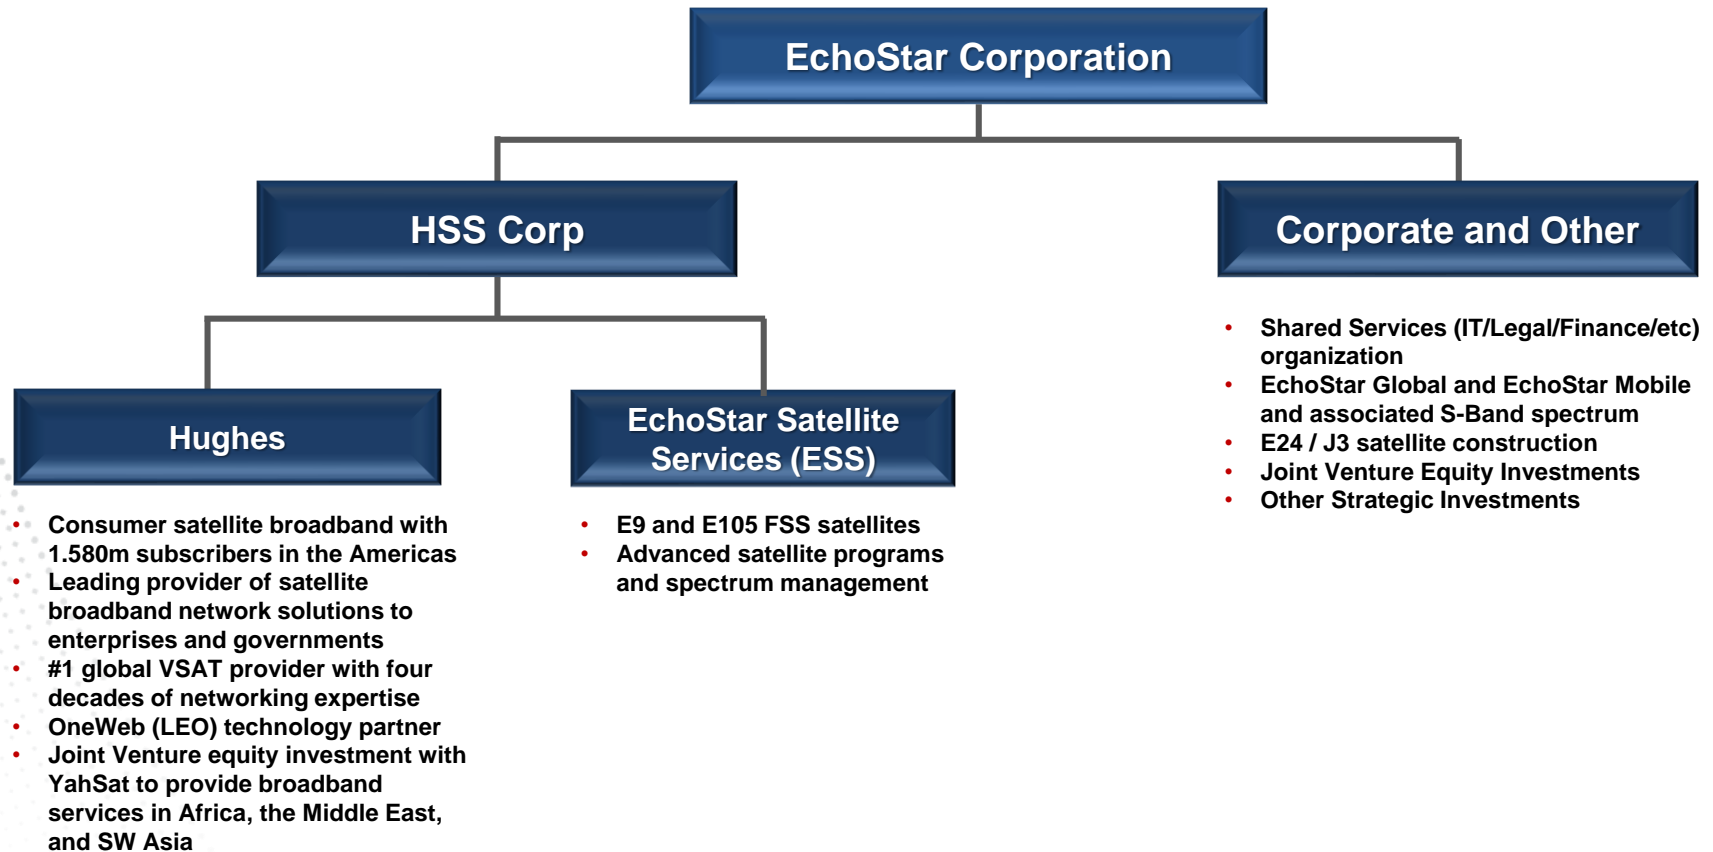 EchoStar Corporation
HSS Corp
Corporate and Other
• Shared Services (IT/Legal/Finance/etc)
organization
• EchoStar Global and EchoStar Mobile
and associated S-Band spectrum
• E24 / J3 satellite construction
• Joint Venture Equity Investments
• Other Strategic Investments
Hughes
• Consumer satellite broadband with
1.580m subscribers in the Americas
• Leading provider of satellite
broadband network solutions to
enterprises and governments
• #1 global VSAT provider with four
decades of networking expertise
• OneWeb (LEO) technology partner
• Joint Venture equity investment with
YahSat to provide broadband
services in Africa, the Middle East,
and SW Asia
EchoStar Satellite
Services (ESS)
• E9 and E105 FSS satellites
• Advanced satellite programs
and spectrum management